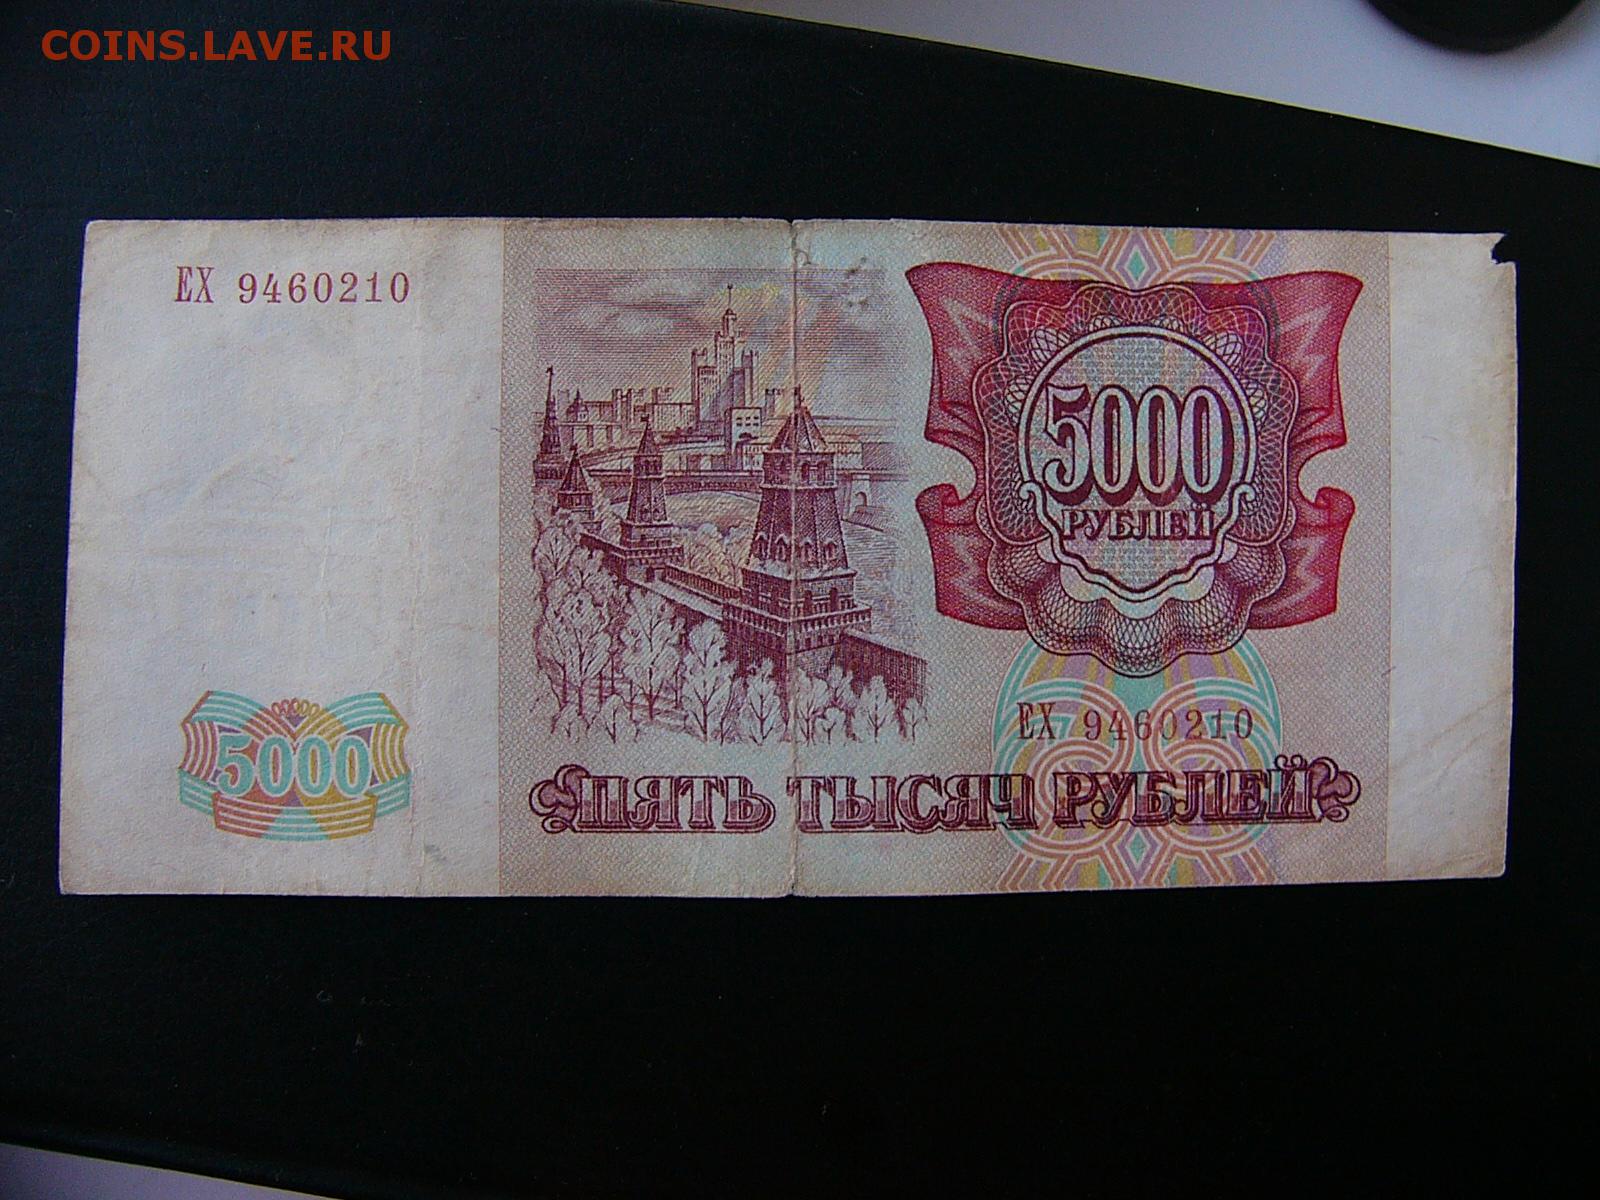 COINS.LAVE.RU
ЕХ 9460210
5000
РУБЛЕЙ
ЕХ 9460210
5000
ПЯТЬ ТЫСЯЧ РУБЛЕЙ